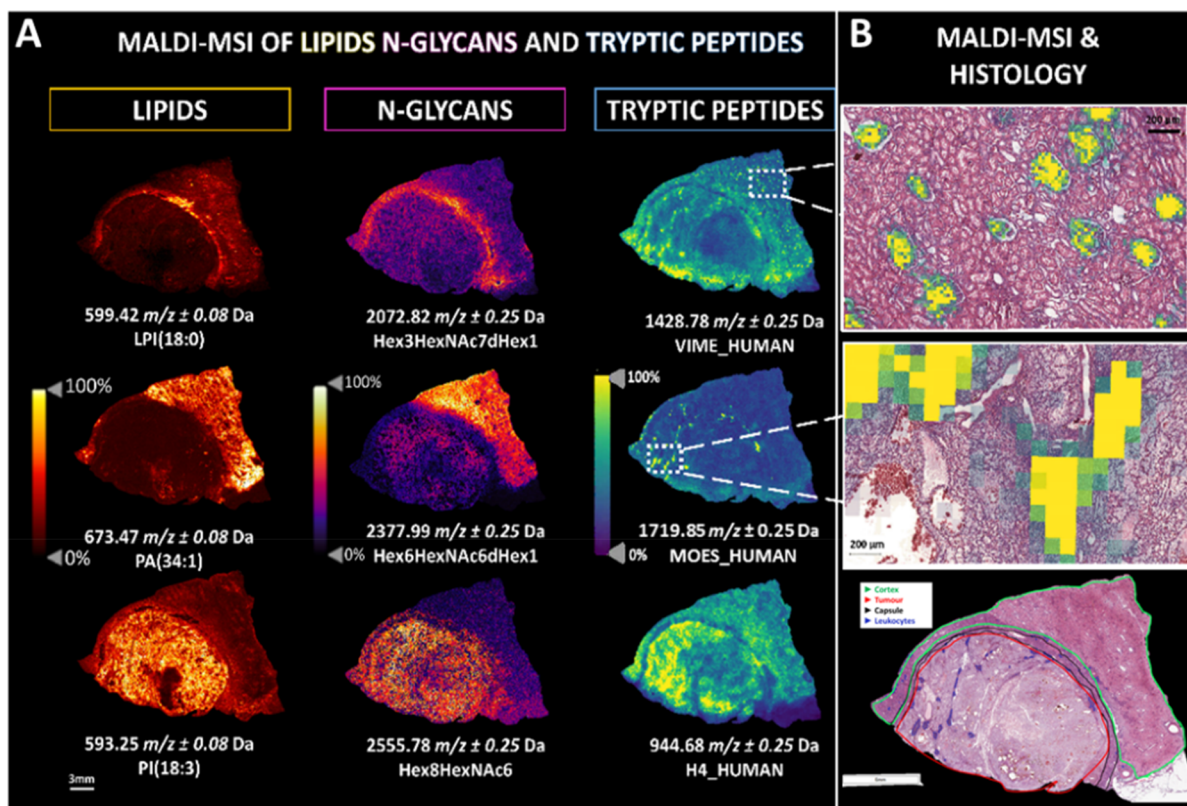 A
MALDI-MSI OF LIPIDS N-GLYCANS AND TRYPTIC PEPTIDES
LIPIDS
N-GLYCANS
TRYPTIC PEPTIDES
599.42 m/z ± 0.08 Da
LPI(18:0)
2072.82 m/z ± 0.25 Da
Hex3HexNAc7dHex1
1428.78 m/z ± 0.25 Da
VIME_HUMAN
100%
0%
673.47 m/z ± 0.08 Da
PA(34:1)
100%
0%
2377.99 m/z ± 0.25 Da
Hex6HexNAc6dHex1
100%
0%
1719.85 m/z ± 0.25 Da
MOES_HUMAN
593.25 m/z ± 0.08 Da
PI(18:3)
3mm
2555.78 m/z ± 0.25 Da
Hex8HexNAc6
944.68 m/z ± 0.25 Da
H4_HUMAN
B
MALDI-MSI &
HISTOLOGY
200 µm
200 µm
Cortex
Tumour
Capsule
Leukocytes